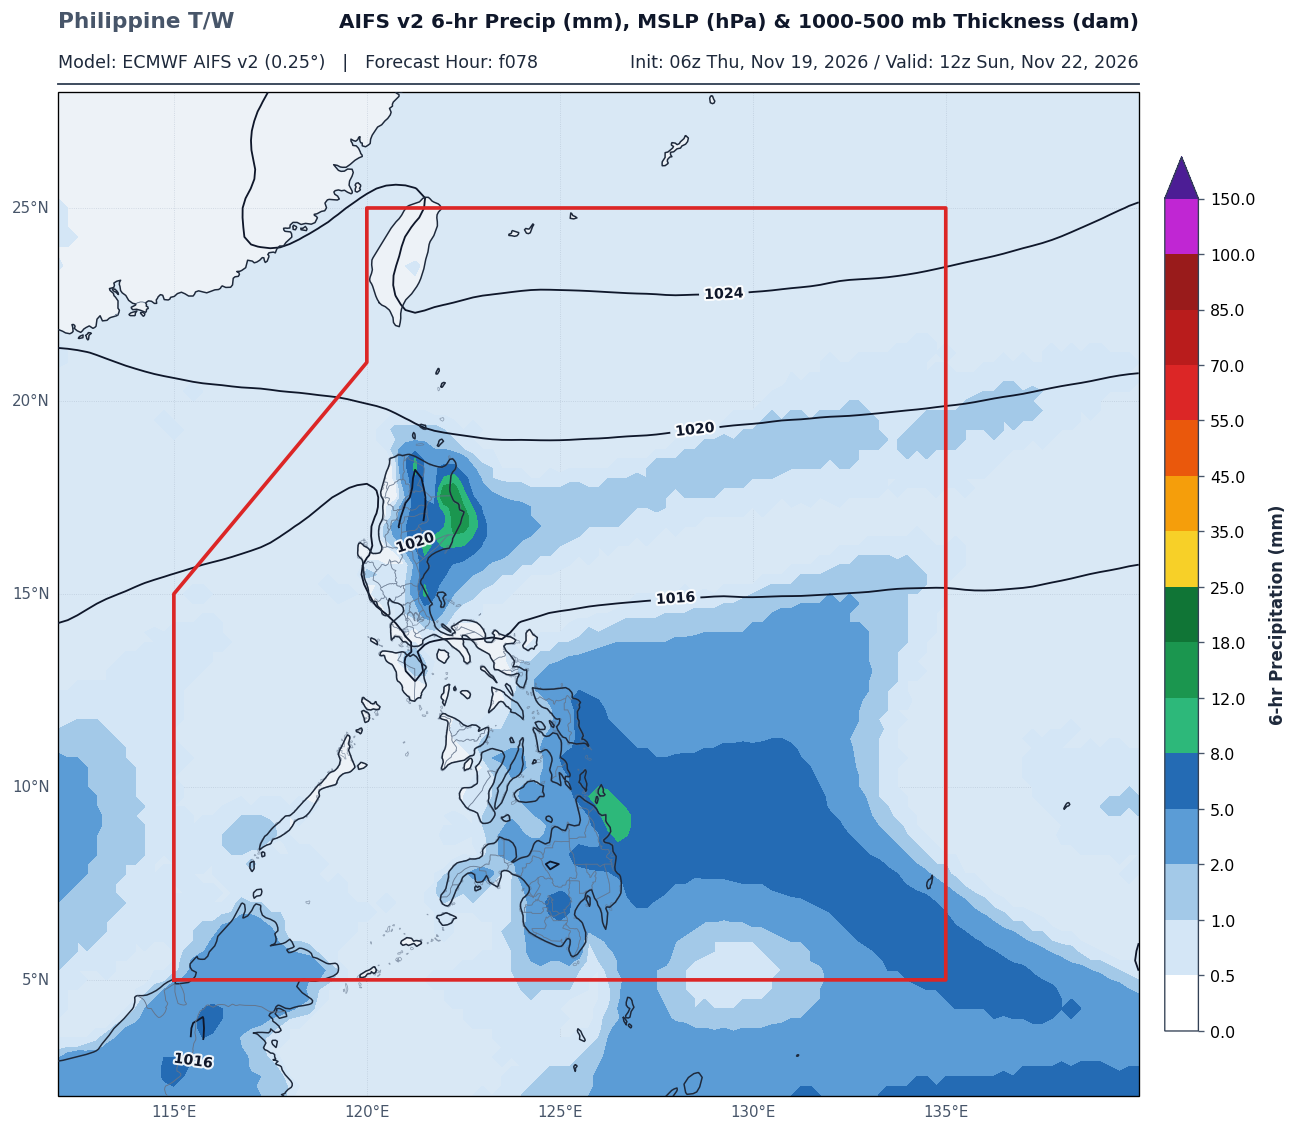 Philippine T/W
AIFS v2 6-hr Precip (mm), MSLP (hPa) & 1000-500 mb Thickness (dam)
Model: ECMWF AIFS v2 (0.25°)   |   Forecast Hour: f078
Init: 06z Thu, Nov 19, 2026 / Valid: 12z Sun, Nov 22, 2026
25°N
20°N
15°N
10°N
5°N
115°E
120°E
125°E
130°E
135°E
1024
1020
1020
1016
1016
150.0
100.0
85.0
70.0
55.0
45.0
35.0
25.0
18.0
12.0
8.0
5.0
2.0
1.0
0.5
0.0
6-hr Precipitation (mm)